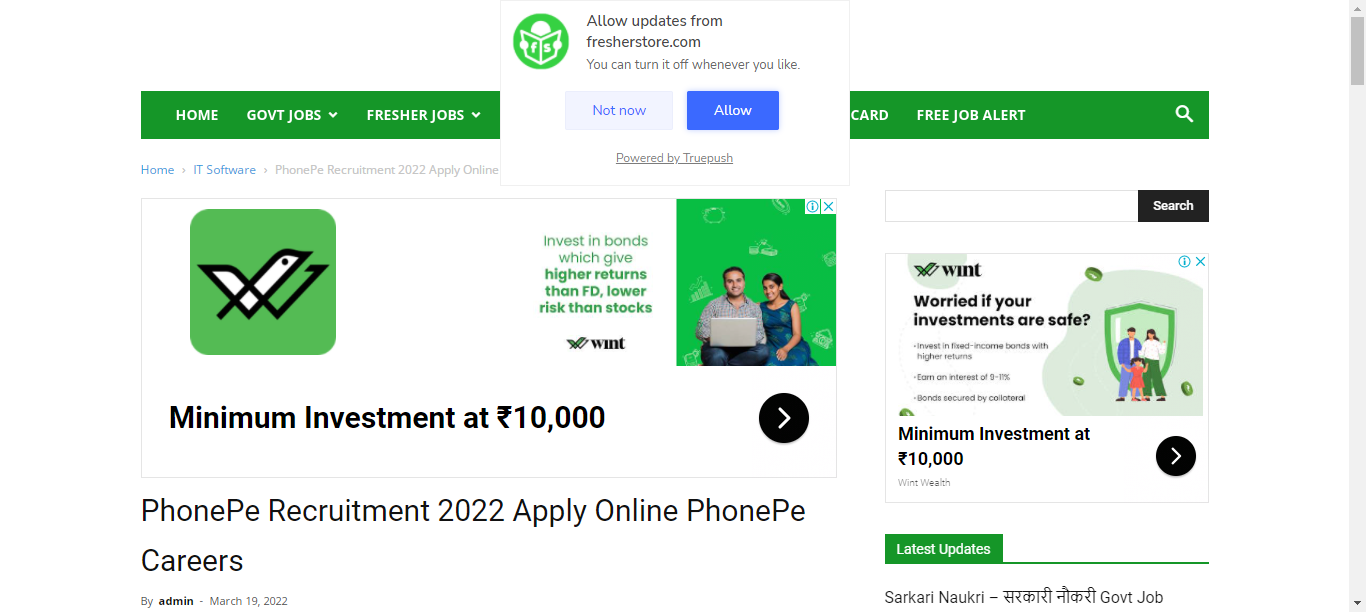 Allow updates from
fresherstore.com
You can turn it off whenever you like.
Not now
Allow
Powered by Truepush
HOME
GOVT JOBS
FRESHER JOBS
CARD
FREE JOB ALERT
Home › IT Software › PhonePe Recruitment 2022 Apply Online
Search
fs
Invest in bonds
which give
higher returns
than FD, lower
risk than stocks
wint
Minimum Investment at ₹10,000
wint
Worried if your
investments are safe?
• Invest in fixed-income bonds with
higher returns
• Earn an interest of 9-11%
• Bonds secured by collateral
Minimum Investment at
₹10,000
Wint Wealth
PhonePe Recruitment 2022 Apply Online PhonePe
Careers
By admin - March 19, 2022
Latest Updates
Sarkari Naukri – सरकारी नौकरी Govt Job